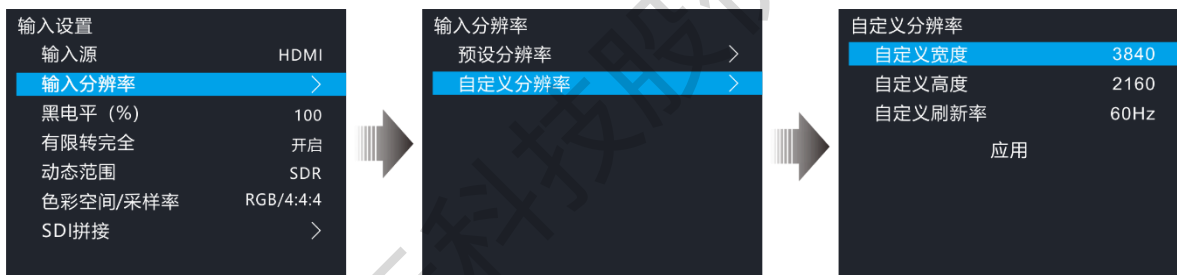 输入设置
输入源 HDMI
输入分辨率 >
黑电平（%） 100
有限转完全 开启
动态范围 SDR
色彩空间/采样率 RGB/4:4:4
SDI拼接 >
输入分辨率
预设分辨率 >
自定义分辨率 >
自定义分辨率
自定义宽度 3840
自定义高度 2160
自定义刷新率 60Hz
应用
科技股